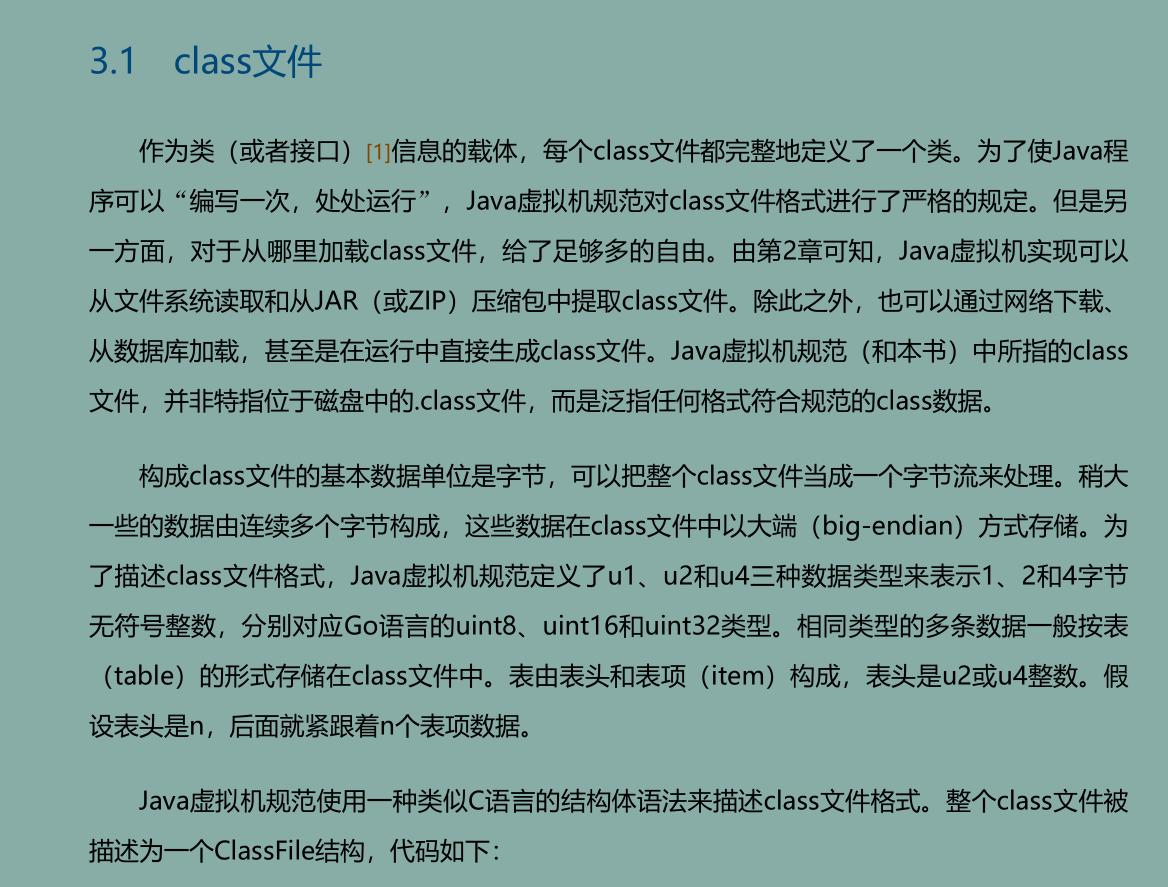 3.1 class文件
作为类（或者接口）[1]信息的载体，每个class文件都完整地定义了一个类。为了使Java程
序可以“编写一次，处处运行”，Java虚拟机规范对class文件格式进行了严格的规定。但是另
一方面，对于从哪里加载class文件，给了足够多的自由。由第2章可知，Java虚拟机实现可以
从文件系统读取和从JAR（或ZIP）压缩包中提取class文件。除此之外，也可以通过网络下载、
从数据库加载，甚至是在运行中直接生成class文件。Java虚拟机规范（和本书）中所指的class
文件，并非特指位于磁盘中的.class文件，而是泛指任何格式符合规范的class数据。
构成class文件的基本数据单位是字节，可以把整个class文件当成一个字节流来处理。稍大
一些的数据由连续多个字节构成，这些数据在class文件中以大端（big-endian）方式存储。为
了描述class文件格式，Java虚拟机规范定义了u1、u2和u4三种数据类型来表示1、2和4字节
无符号整数，分别对应Go语言的uint8、uint16和uint32类型。相同类型的多条数据一般按表
（table）的形式存储在class文件中。表由表头和表项（item）构成，表头是u2或u4整数。假
设表头是n，后面就紧跟着n个表项数据。
Java虚拟机规范使用一种类似C语言的结构体语法来描述class文件格式。整个class文件被
描述为一个ClassFile结构，代码如下：